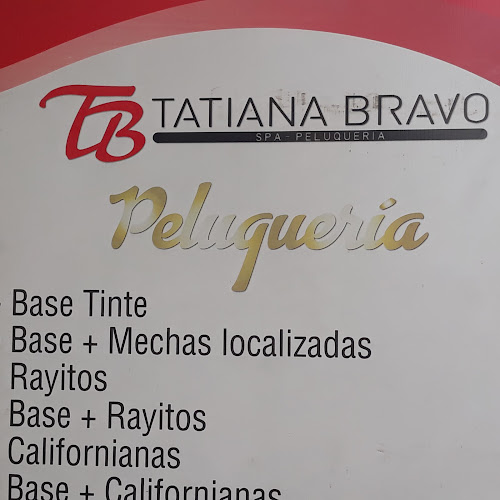 TB TATIANA BRAVO
SPA - PELUQUERIA
Peluquería
Base Tinte
Base + Mechas localizadas
Rayitos
Base + Rayitos
Californianas
Base + Californianas